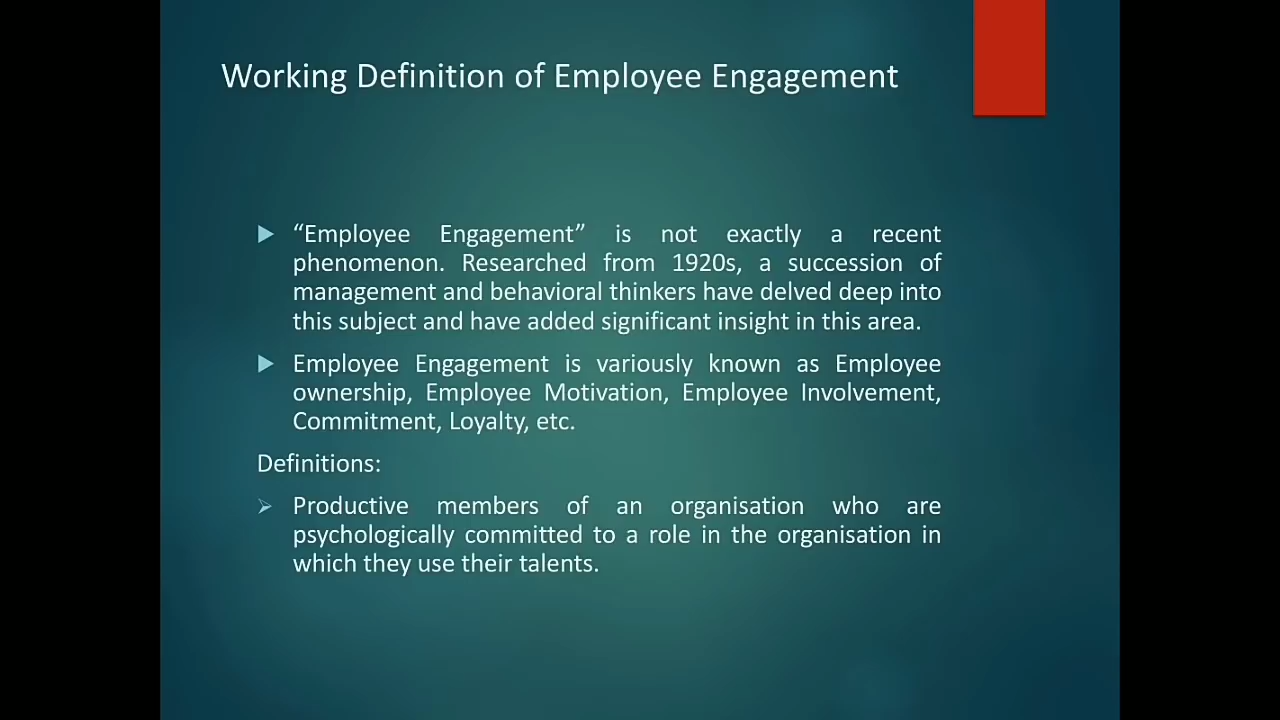 Working Definition of Employee Engagement
“Employee Engagement” is not exactly a recent
phenomenon. Researched from 1920s, a succession of
management and behavioral thinkers have delved deep into
this subject and have added significant insight in this area.
Employee Engagement is variously known as Employee
ownership, Employee Motivation, Employee Involvement,
Commitment, Loyalty, etc.
Definitions:
Productive members of an organisation who are
psychologically committed to a role in the organisation in
which they use their talents.